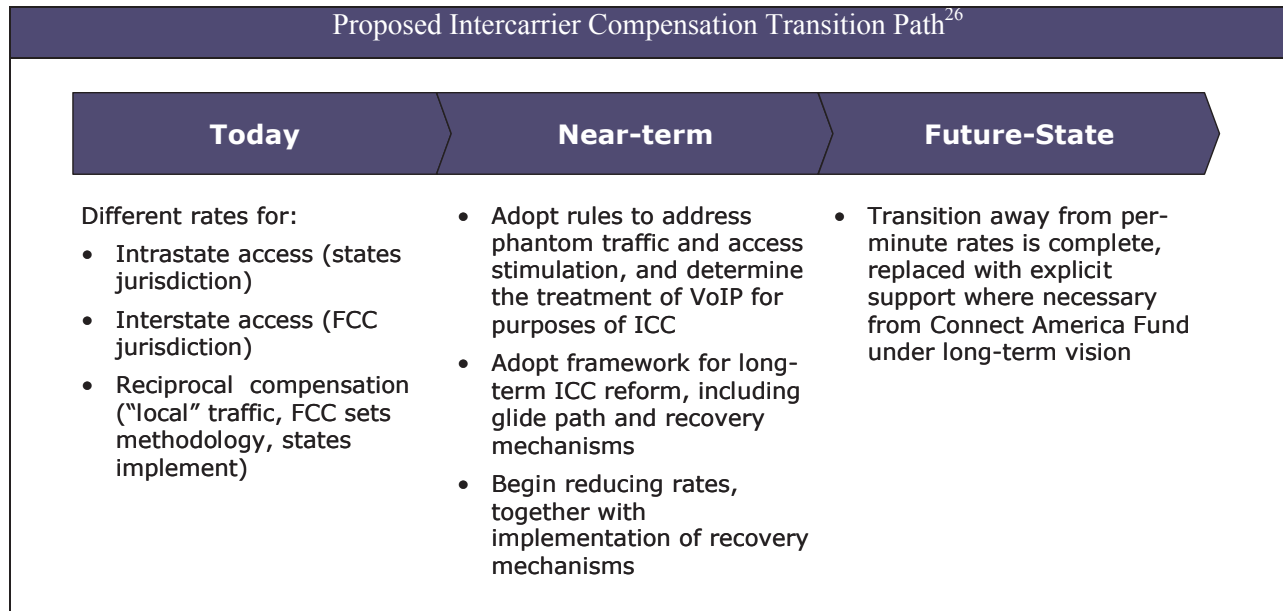 Proposed Intercarrier Compensation Transition Path26
Today
Near-term
Future-State
Different rates for:
• Intrastate access (states
jurisdiction)
• Interstate access (FCC
jurisdiction)
• Reciprocal compensation
(“local” traffic, FCC sets
methodology, states
implement)
• Adopt rules to address
phantom traffic and access
stimulation, and determine
the treatment of VoIP for
purposes of ICC
• Adopt framework for long-
term ICC reform, including
glide path and recovery
mechanisms
• Begin reducing rates,
together with
implementation of recovery
mechanisms
• Transition away from per-
minute rates is complete,
replaced with explicit
support where necessary
from Connect America Fund
under long-term vision